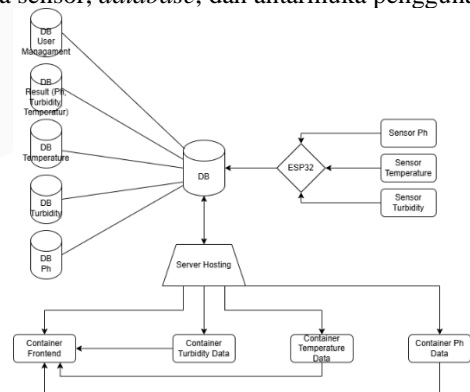 a sensor, database, dan antarmuka pengguna
DB
User
Managament
DB
Result (Ph,
Turbidity,
Temperatur)
DB
Temperature
DB
Turbidity
DB
Ph
DB
ESP32
Sensor Ph
Sensor
Temperature
Sensor
Turbidity
Server Hosting
Container
Frontend
Container
Turbidity Data
Container
Temperature
Data
Container Ph
Data